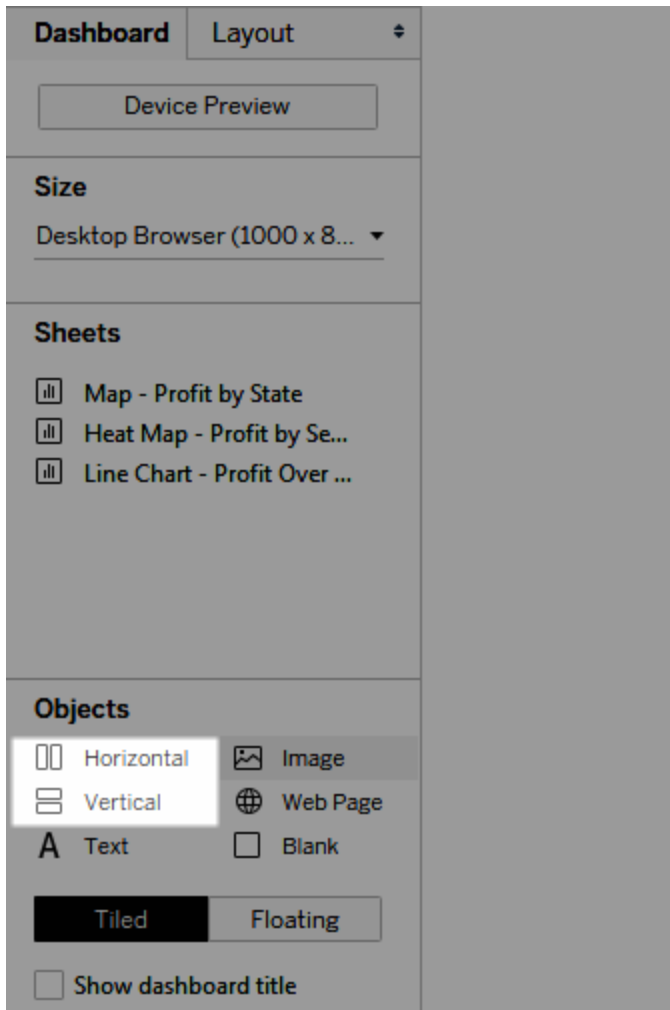 Dashboard Layout
Device Preview
Size
Desktop Browser (1000 x 8...
Sheets
Map - Profit by State
Heat Map - Profit by Se...
Line Chart - Profit Over ...
Objects
Horizontal Image
Vertical Web Page
A Text Blank
Tiled Floating
Show dashboard title